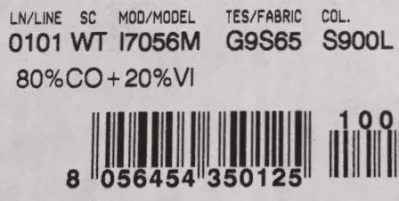 LN/LINE SC MOD/MODEL TES/FABRIC COL.
0101 WT I7056M G9S65 S900L
80%CO+20%VI
100
8 056454 350125